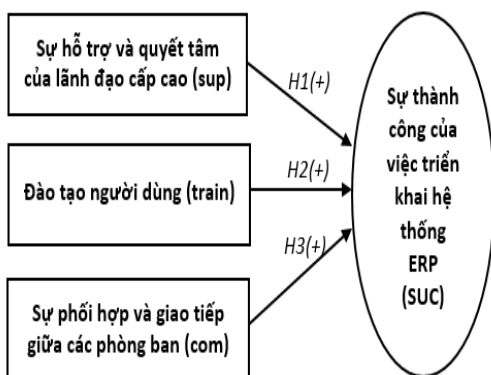 Sự hỗ trợ và quyết tâm
của lãnh đạo cấp cao (sup)
H1(+)
Đào tạo người dùng (train)
H2(+)
Sự phối hợp và giao tiếp
giữa các phòng ban (com)
H3(+)
Sự thành
công của
việc triển
khai hệ
thống
ERP
(SUC)